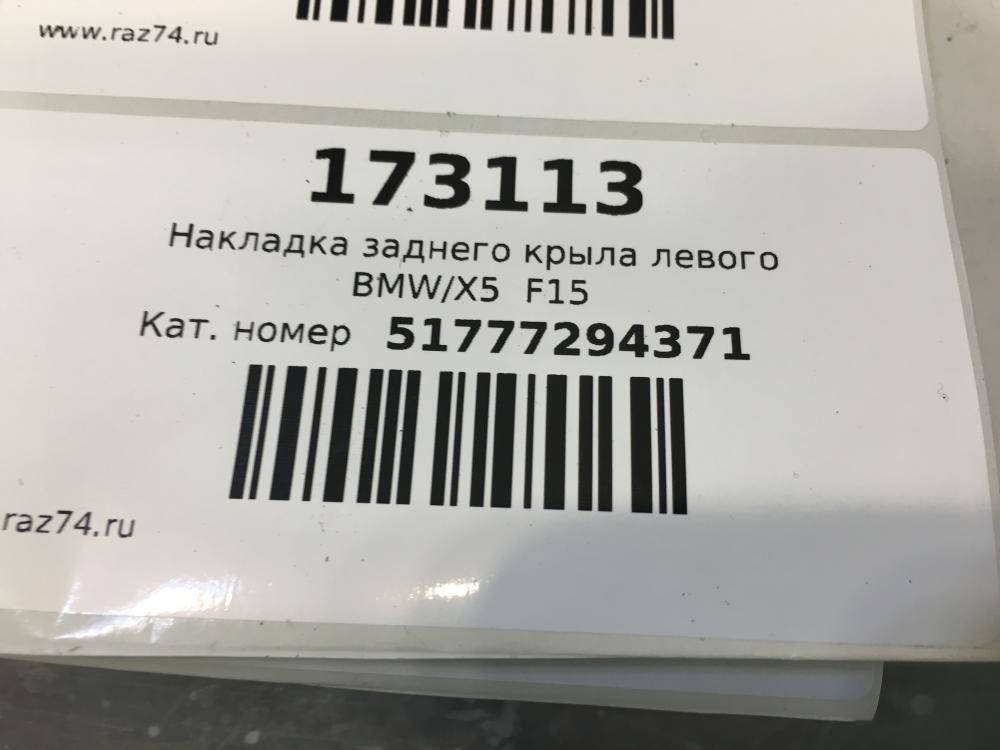 www.raz74.ru
173113
Накладка заднего крыла левого
BMW/X5 F15
Кат. номер 51777294371
raz74.ru